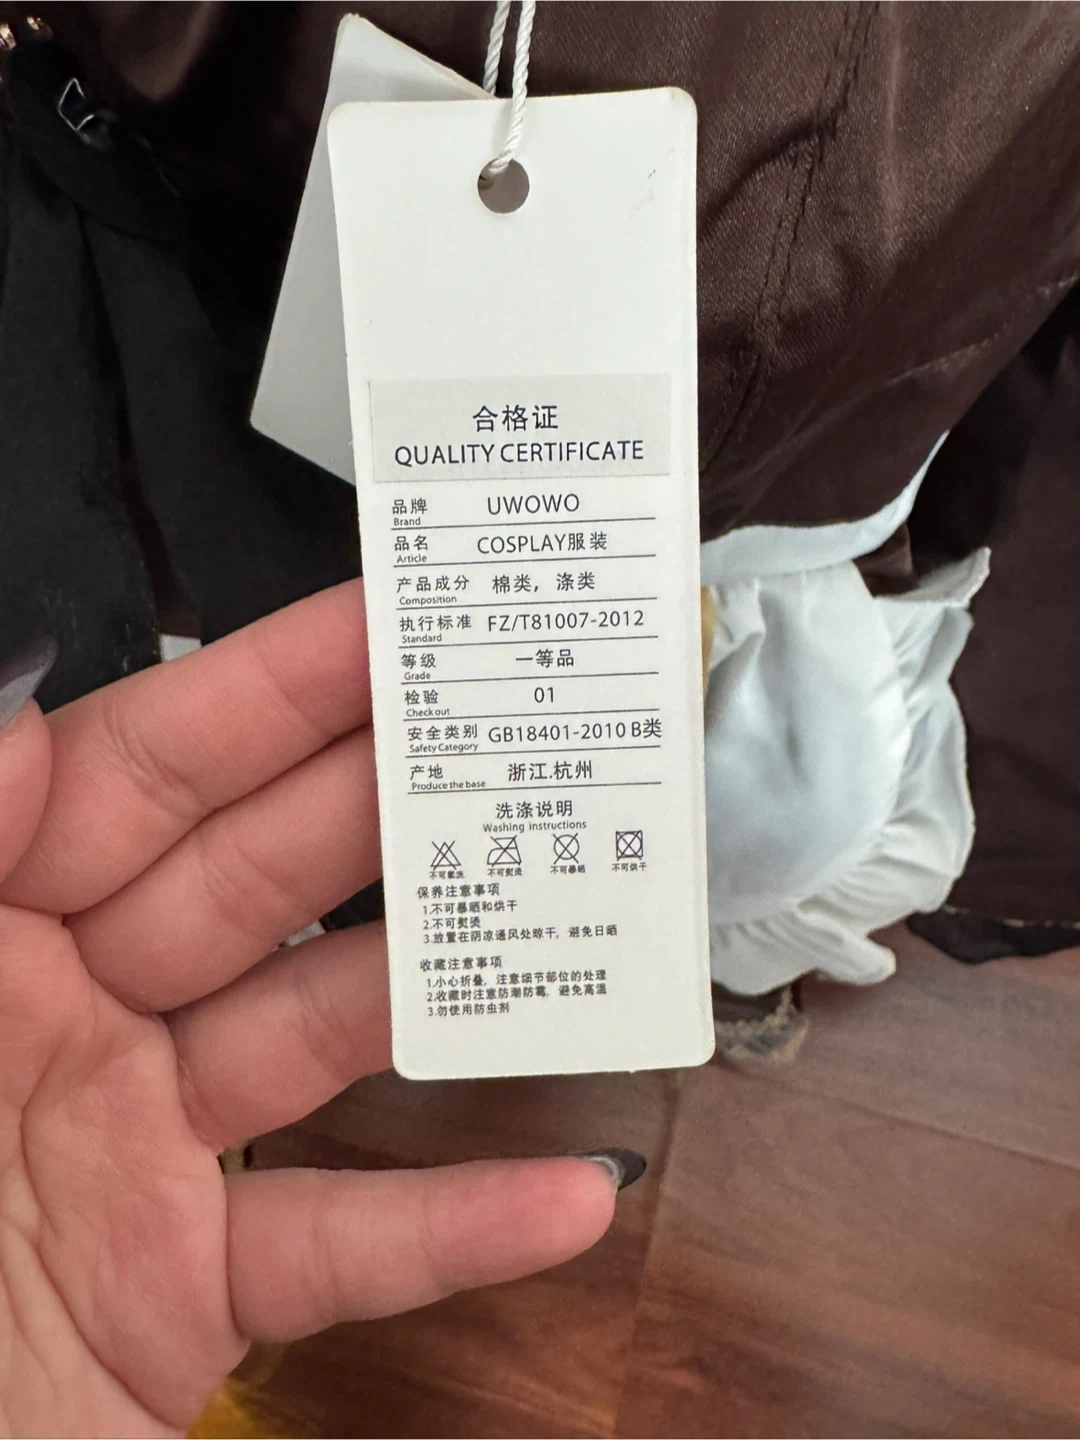 合格证
QUALITY CERTIFICATE
品牌 UWOWO
Brand
品名 COSPLAY服装
Article
产品成分 棉类，涤类
Composition
执行标准 FZ/T81007-2012
Standard
等级 一等品
Grade
检验 01
Check out
安全类别 GB18401-2010 B类
Safety Category
产地 浙江.杭州
Produce the base
洗涤说明
Washing instructions
不可氯洗 不可熨烫 不可暴晒 不可烘干
保养注意事项
1.不可暴晒和烘干
2.不可熨烫
3.放置在阴凉通风处晾干，避免日晒
收藏注意事项
1.小心折叠，注意细节部位的处理
2.收藏时注意防潮防霉，避免高温
3.勿使用防虫剂